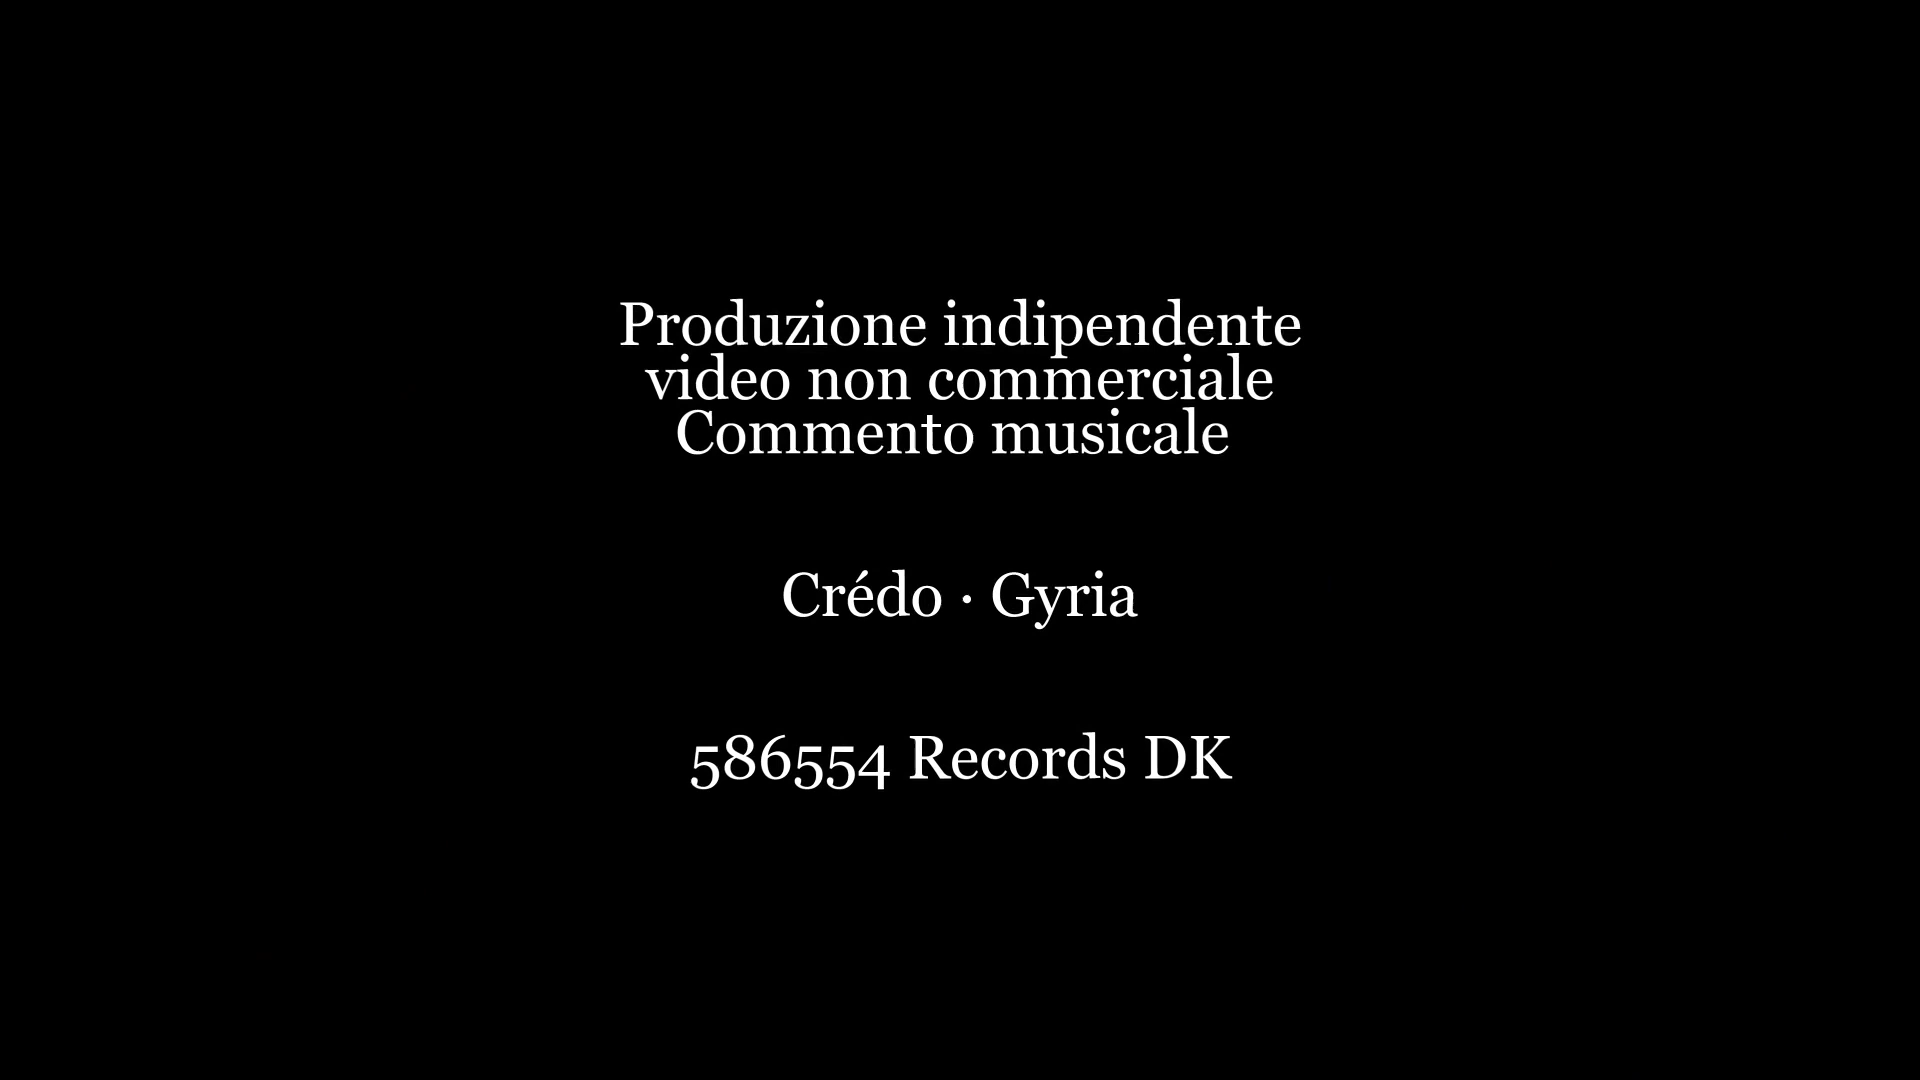 Produzione indipendente
video non commerciale
Commento musicale
Crédo · Gyria
586554 Records DK